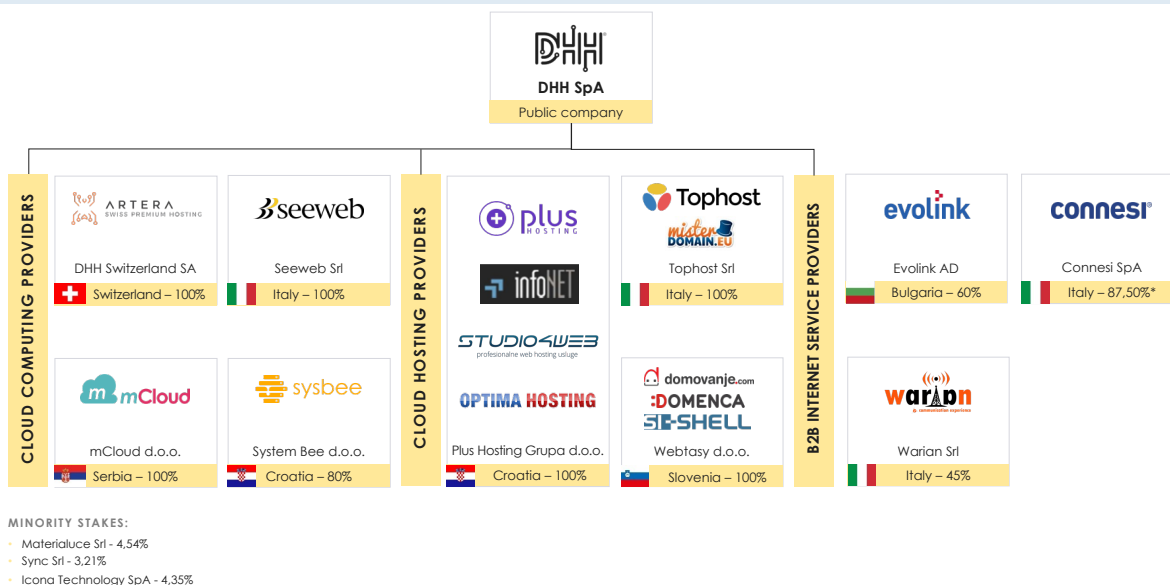 DHH
DHH SpA
Public company
CLOUD COMPUTING PROVIDERS
ARTERA
SWISS PREMIUM HOSTING
DHH Switzerland SA
Switzerland – 100%
seeweb
Seeweb Srl
Italy – 100%
m mCloud
mCloud d.o.o.
Serbia – 100%
sysbee
System Bee d.o.o.
Croatia – 80%
CLOUD HOSTING PROVIDERS
plus
HOSTING
infoNET
STUDIO4WEB
profesionalne web hosting usluge
OPTIMA HOSTING
Plus Hosting Grupa d.o.o.
Croatia – 100%
Tophost
mister
DOMAIN.EU
Tophost Srl
Italy – 100%
domovanje.com
DOMENCA
SI-SHELL
Webtasy d.o.o.
Slovenia – 100%
B2B INTERNET SERVICE PROVIDERS
evolink
Evolink AD
Bulgaria – 60%
connesi®
Connesi SpA
Italy – 87,50%*
warian
communication experience
Warian Srl
Italy – 45%
MINORITY STAKES:
Materialuce Srl - 4,54%
Sync Srl - 3,21%
Icona Technology SpA - 4,35%